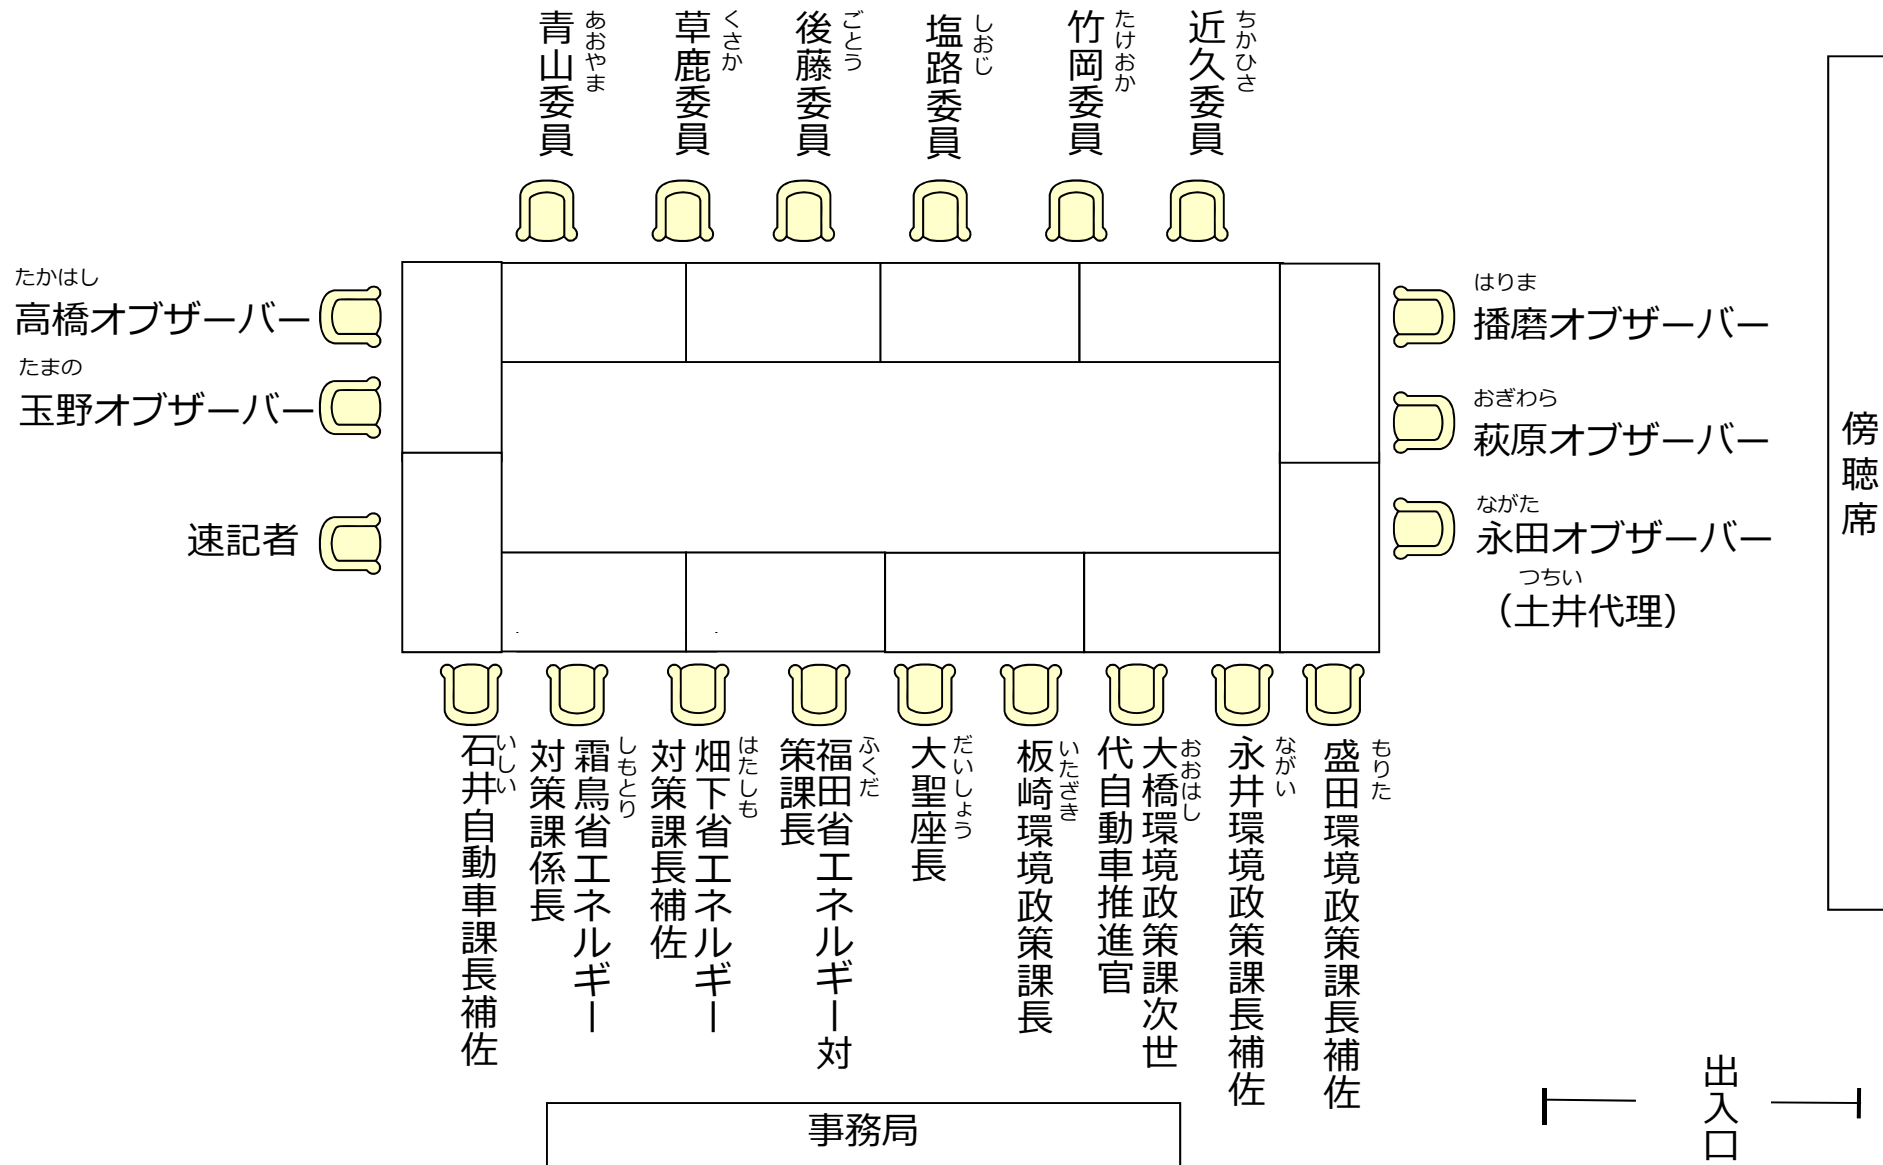 あおやま
青山委員
くさか
草鹿委員
ごとう
後藤委員
しおじ
塩路委員
たけおか
竹岡委員
ちかひさ
近久委員
たかはし
高橋オブザーバー
たまの
玉野オブザーバー
速記者
はりま
播磨オブザーバー
おぎわら
萩原オブザーバー
ながた
永田オブザーバー
つちい
（土井代理）
傍聴席
いしい
石井自動車課長補佐
しもとり
霜鳥省エネルギー
対策課係長
はたしも
畑下省エネルギー
対策課長補佐
ふくだ
福田省エネルギー対
策課長
だいしょう
大聖座長
いたざき
板崎環境政策課長
おおはし
大橋環境政策課次世
代自動車推進官
ながい
永井環境政策課長補佐
もりた
盛田環境政策課長補佐
事務局
出入口